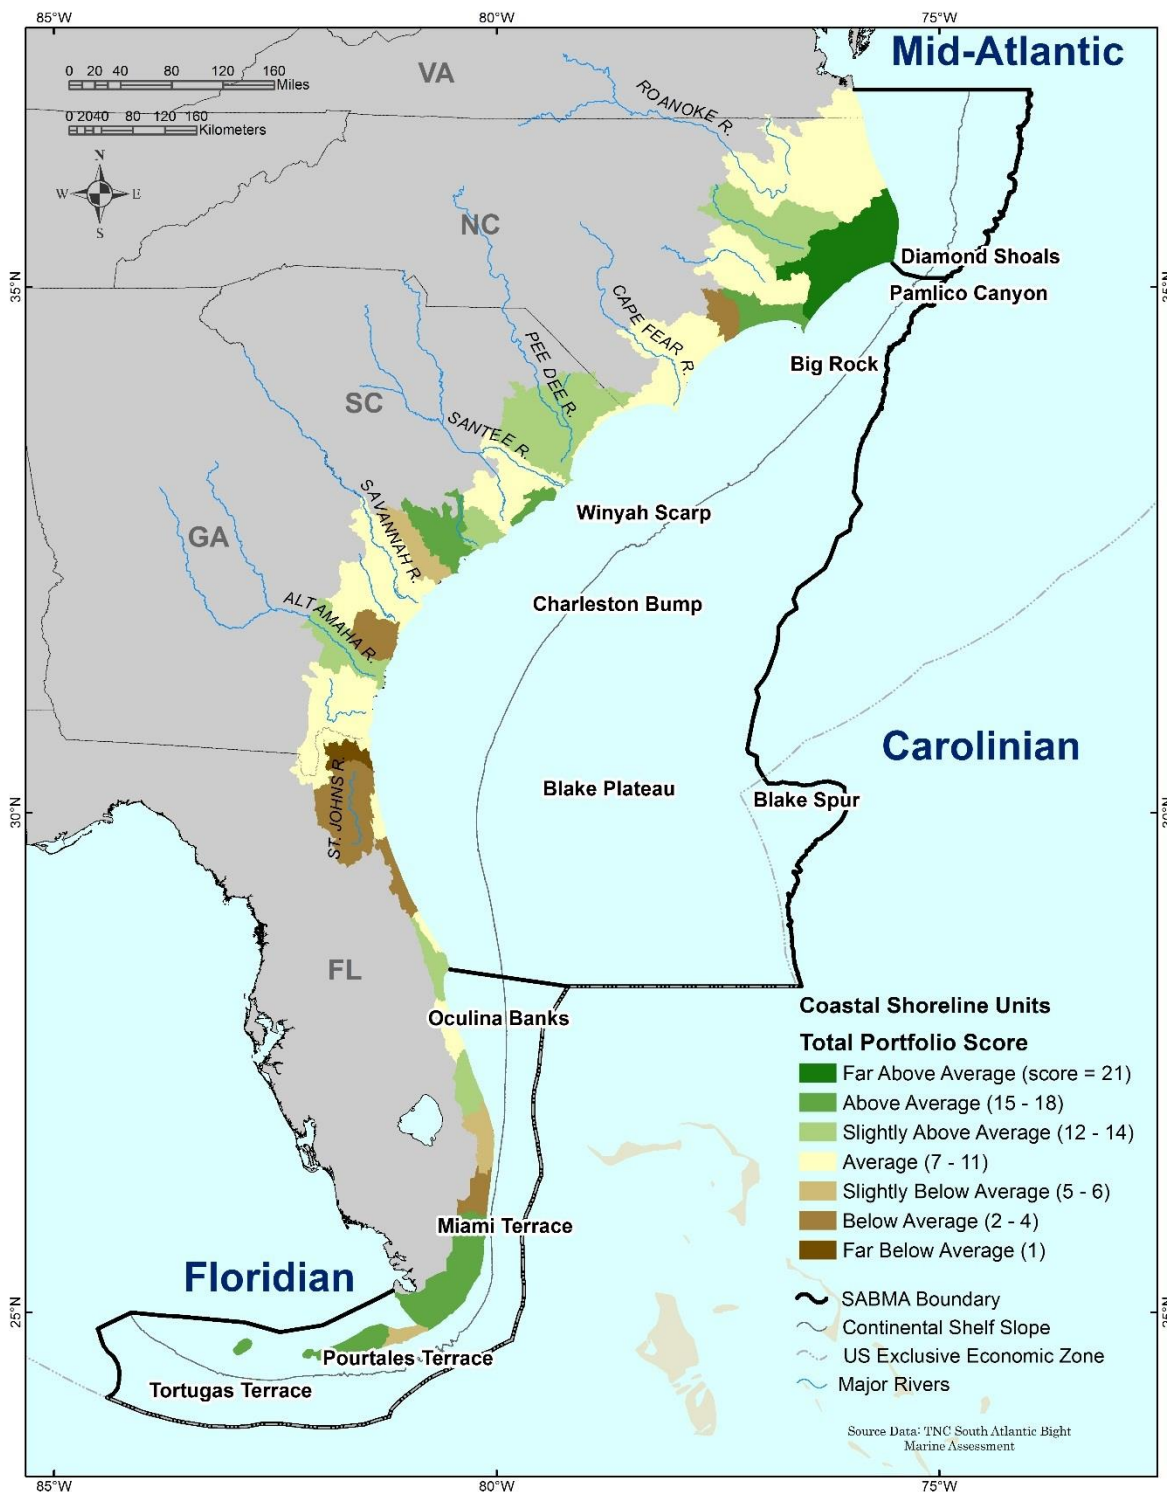 85°W 80°W 75°W
Mid-Atlantic
0 20 40 80 120 160
Miles
VA
0 2040 80 120 160
Kilometers
ROANOKE R.
N
W E
S
NC
Diamond Shoals
35°N
Pamlico Canyon
CAPE FEAR R.
PEE DEE R.
Big Rock
SC
SANTEE R.
SAVANNAH R.
Winyah Scarp
GA
ALTAMAHA R.
Charleston Bump
Carolinian
ST. JOHNS R.
Blake Plateau
Blake Spur
30°N 30°N
FL
Oculina Banks
Coastal Shoreline Units
Total Portfolio Score
Far Above Average (score = 21)
Above Average (15 - 18)
Slightly Above Average (12 - 14)
Average (7 - 11)
Slightly Below Average (5 - 6)
Below Average (2 - 4)
Far Below Average (1)
Miami Terrace
Floridian
25°N
SABMA Boundary
Continental Shelf Slope
US Exclusive Economic Zone
Major Rivers
Pourtales Terrace
Tortugas Terrace
Source Data: TNC South Atlantic Bight
Marine Assessment
85°W 80°W 75°W